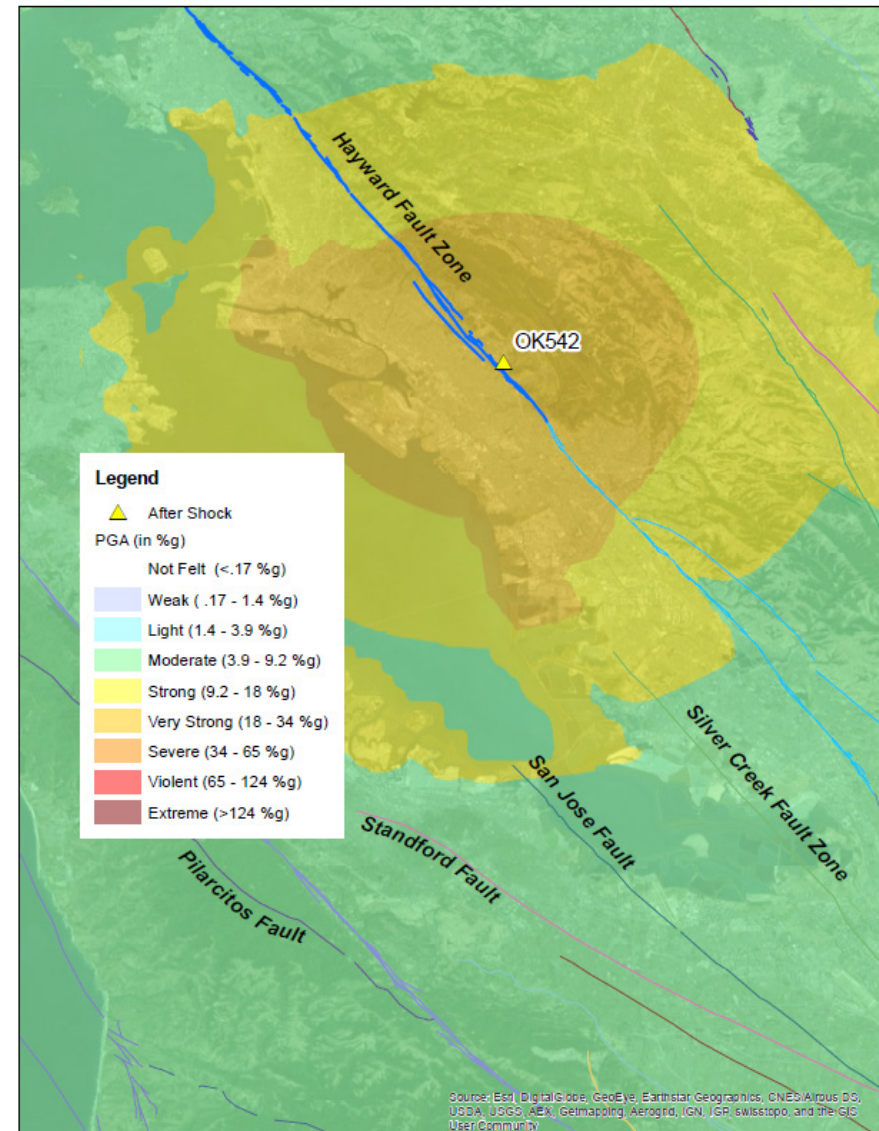 Hayward Fault Zone
OK542
Legend
After Shock
PGA (in %g)
Not Felt (<.17 %g)
Weak ( .17 - 1.4 %g)
Light (1.4 - 3.9 %g)
Moderate (3.9 - 9.2 %g)
Strong (9.2 - 18 %g)
Very Strong (18 - 34 %g)
Severe (34 - 65 %g)
Violent (65 - 124 %g)
Extreme (>124 %g)
Silver Creek Fault Zone
San Jose Fault
Standford Fault
Pilarcitos Fault
Source: Esri, DigitalGlobe, GeoEye, Earthstar Geographics, CNES/Airbus DS,
USDA, USGS, AEX, Getmapping, Aerogrid, IGN, IGP, swisstopo, and the GIS
User Community